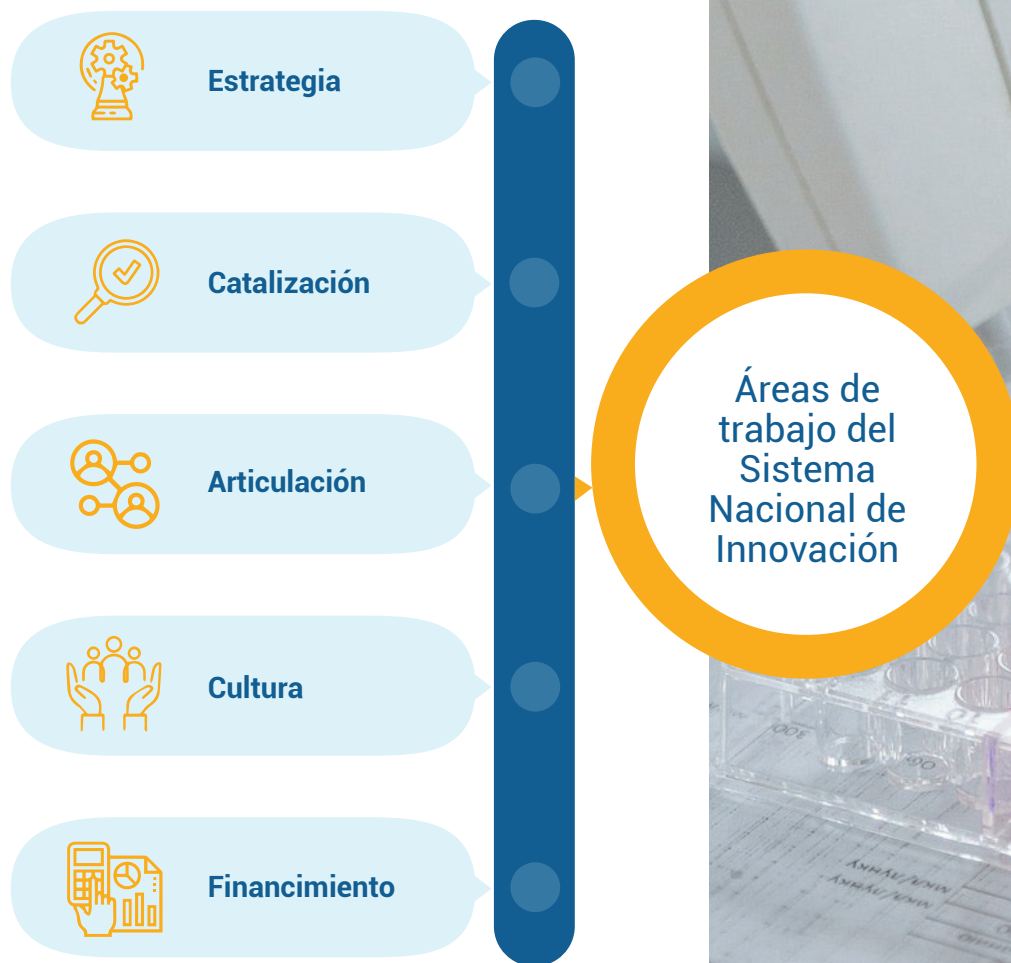 Estrategia
Catalización
Articulación
Cultura
Financimiento
Áreas de
trabajo del
Sistema
Nacional de
Innovación